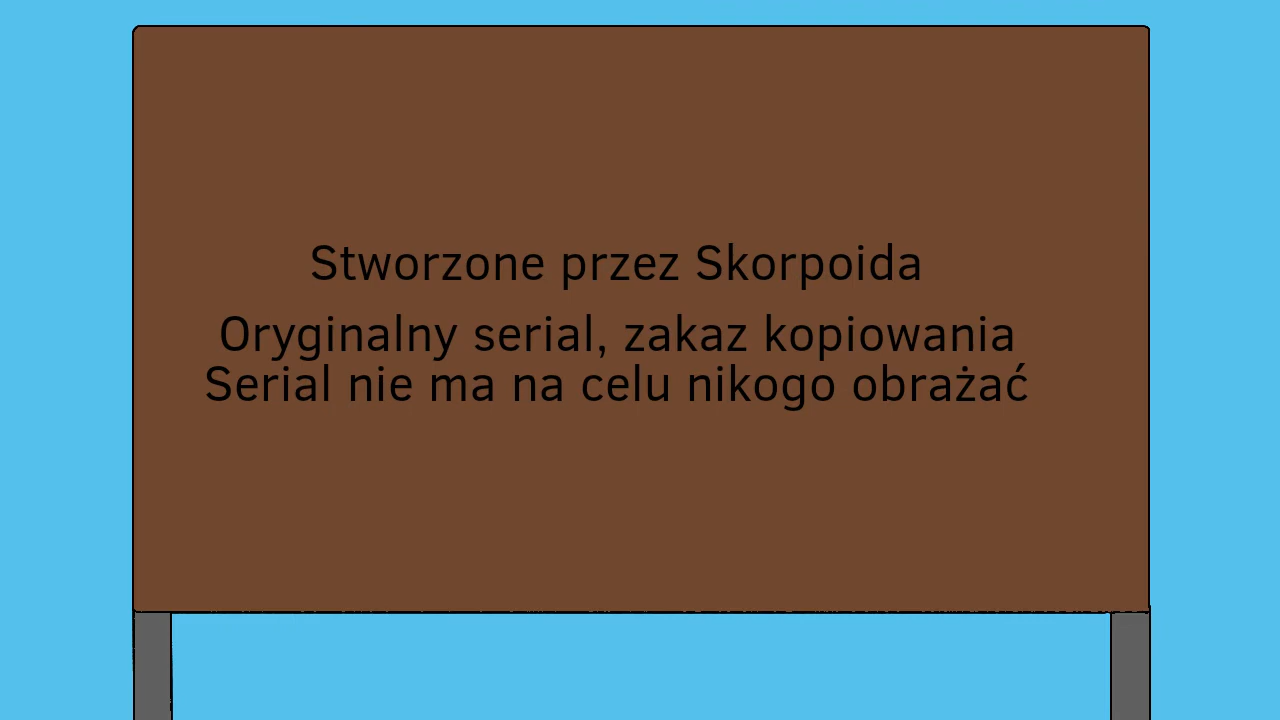 Stworzone przez Skorpoida
Oryginalny serial, zakaz kopiowania
Serial nie ma na celu nikogo obrażać